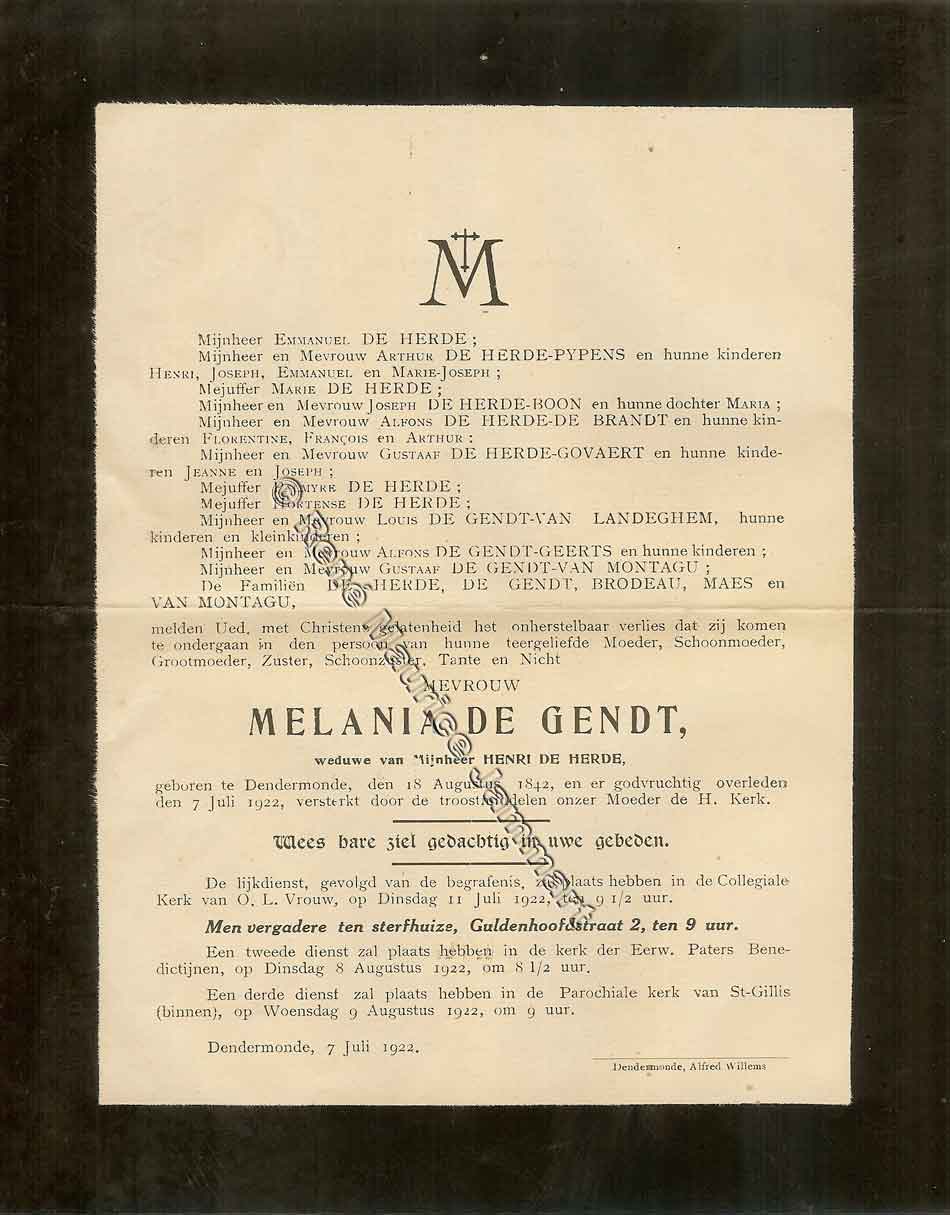 M
Mijnheer EMMANUEL DE HERDE ;
Mijnheer en Mevrouw ARTHUR DE HERDE-PYPENS en hunne kinderen
HENRI, JOSEPH, EMMANUEL en MARIE-JOSEPH ;
Mejuffer MARIE DE HERDE ;
Mijnheer en Mevrouw JOSEPH DE HERDE-BOON en hunne dochter MARIA ;
Mijnheer en Mevrouw ALFONS DE HERDE-DE BRANDT en hunne kin-
deren FLORENTINE, FRANÇOIS en ARTHUR :
Mijnheer en Mevrouw GUSTAAF DE HERDE-GOVAERT en hunne kinde-
ren JEANNE en JOSEPH ;
Mejuffer DE HERDE ;
Mejuffer HORTENSE DE HERDE ;
Mijnheer en Mevrouw LOUIS DE GENDT-VAN LANDEGHEM, hunne
kinderen en kleinkinderen ;
Mijnheer en Mevrouw ALFONS DE GENDT-GEERTS en hunne kinderen ;
Mijnheer en Mevrouw GUSTAAF DE GENDT-VAN MONTAGU ;
De Familiën DE HERDE, DE GENDT, BRODEAU, MAES en
VAN MONTAGU,
melden Ued. met Christene gelatenheid het onherstelbaar verlies dat zij komen
te ondergaan in den persoon van hunne teergeliefde Moeder, Schoonmoeder,
Grootmoeder, Zuster, Schoonzuster, Tante en Nicht
MEVROUW
MELANIA DE GENDT,
weduwe van Mijnheer HENRI DE HERDE,
geboren te Dendermonde, den 18 Augustus 1842, en er godvruchtig overleden
den 7 Juli 1922, versterkt door de troostmiddelen onzer Moeder de H. Kerk.
Wees hare ziel gedachtig in uwe gebeden.
De lijkdienst, gevolgd van de begrafenis, zal plaats hebben in de Collegiale
Kerk van O. L. Vrouw, op Dinsdag 11 Juli 1922, ten 9 1/2 uur.
Men vergadere ten sterfhuize, Guldenhoofdstraat 2, ten 9 uur.
Een tweede dienst zal plaats hebben in de kerk der Eerw. Paters Bene-
dictijnen, op Dinsdag 8 Augustus 1922, om 8 1/2 uur.
Een derde dienst zal plaats hebben in de Parochiale kerk van St-Gillis
(binnen), op Woensdag 9 Augustus 1922, om 9 uur.
Dendermonde, 7 Juli 1922.
Dendermonde, Alfred Willems
© René Maurice Jammart